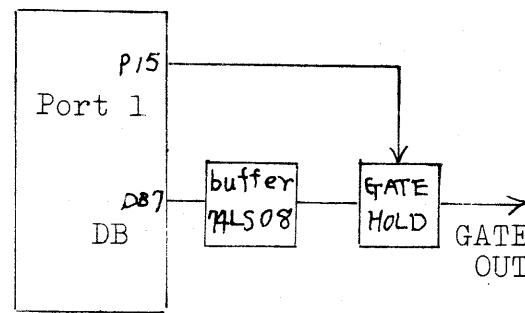 P15
Port 1
DB7
DB
buffer
74LS08
GATE
HOLD
GATE
OUT